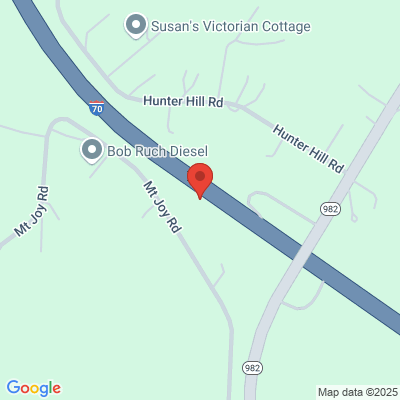 Susan's Victorian Cottage
70
Hunter Hill Rd
Hunter Hill Rd
Bob Ruch Diesel
Mt Joy Rd
Mt Joy Rd
982
982
Google
Map data ©2025